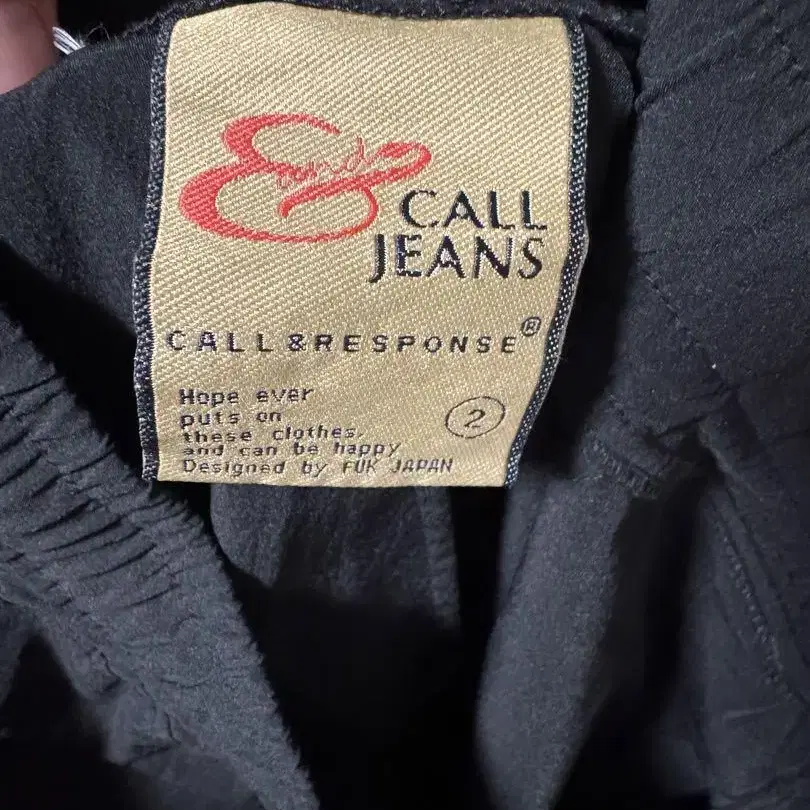 and
CALL
JEANS
CALL&RESPONSE®
Hope ever
puts on
these clothes,
and can be happy
Designed by FUK JAPAN
2